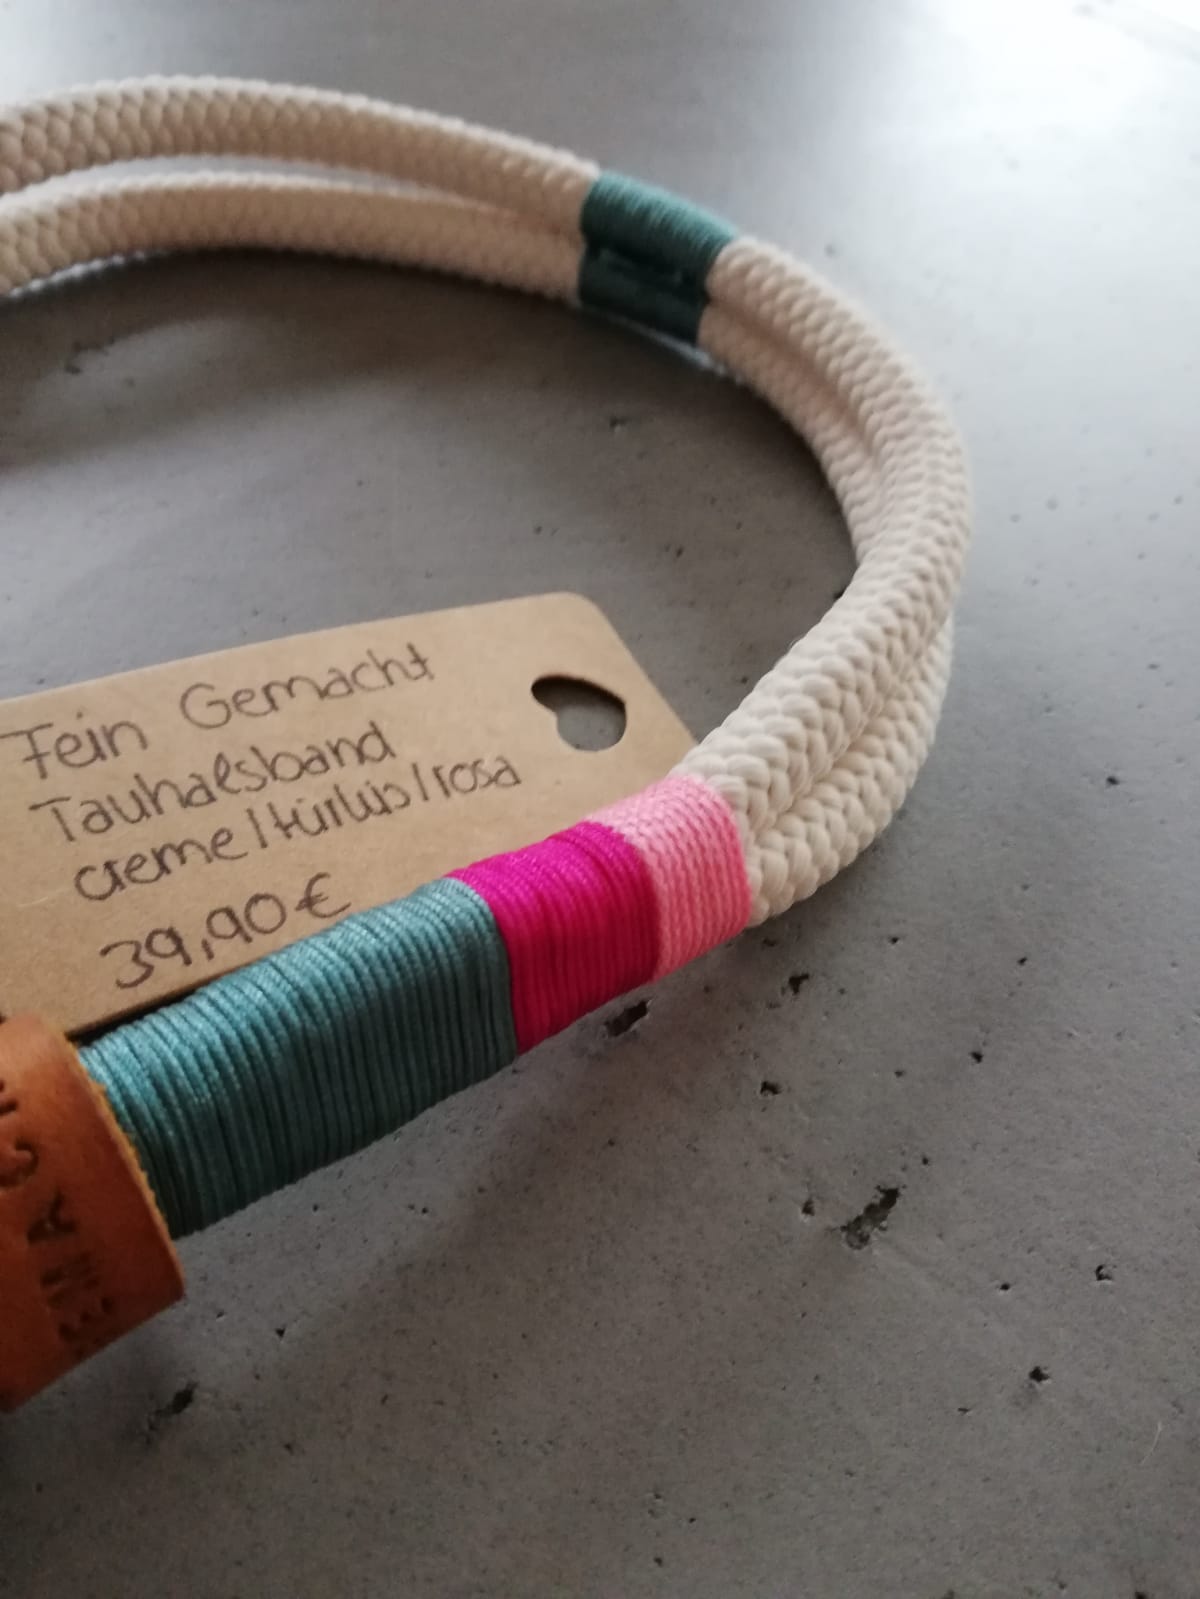 Fein Gemacht
Tauhalsband
creme/türkis/rosa
39,90€